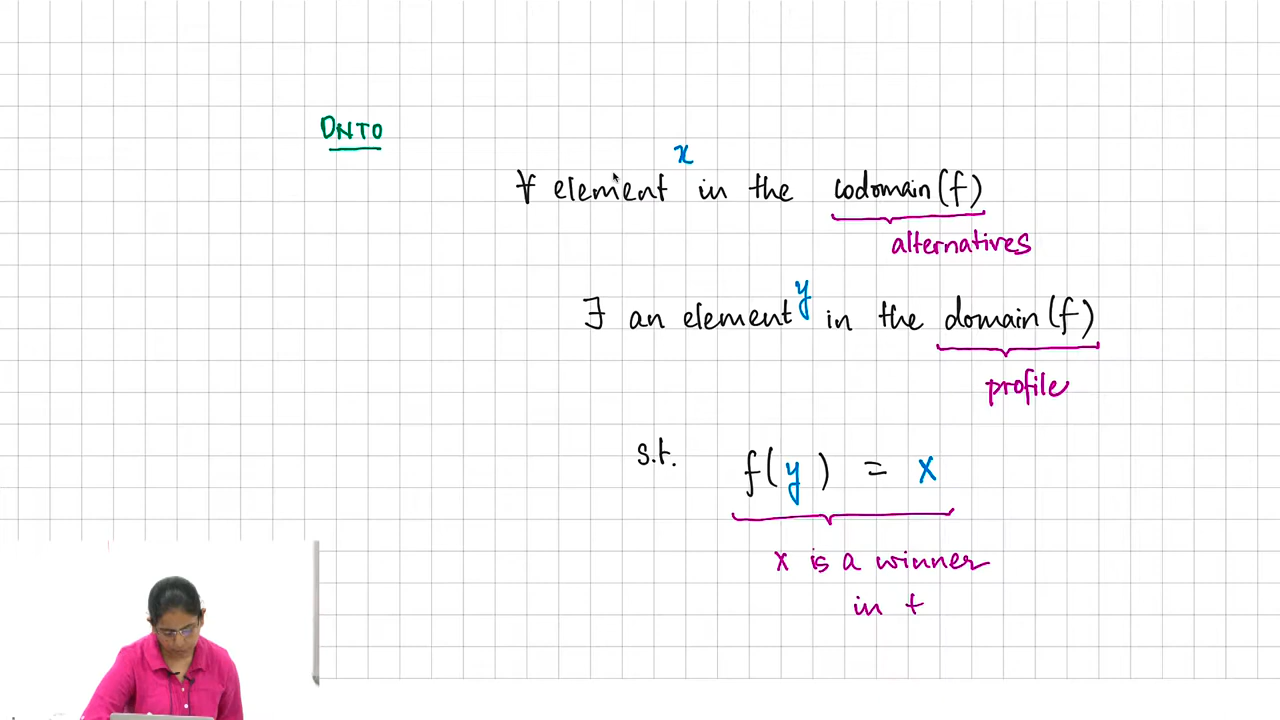 ONTO
x
∀ element in the codomain(f)
alternatives
∃ an element y in the domain(f)
profile
s.t. f(y) = x
x is a winner
in t